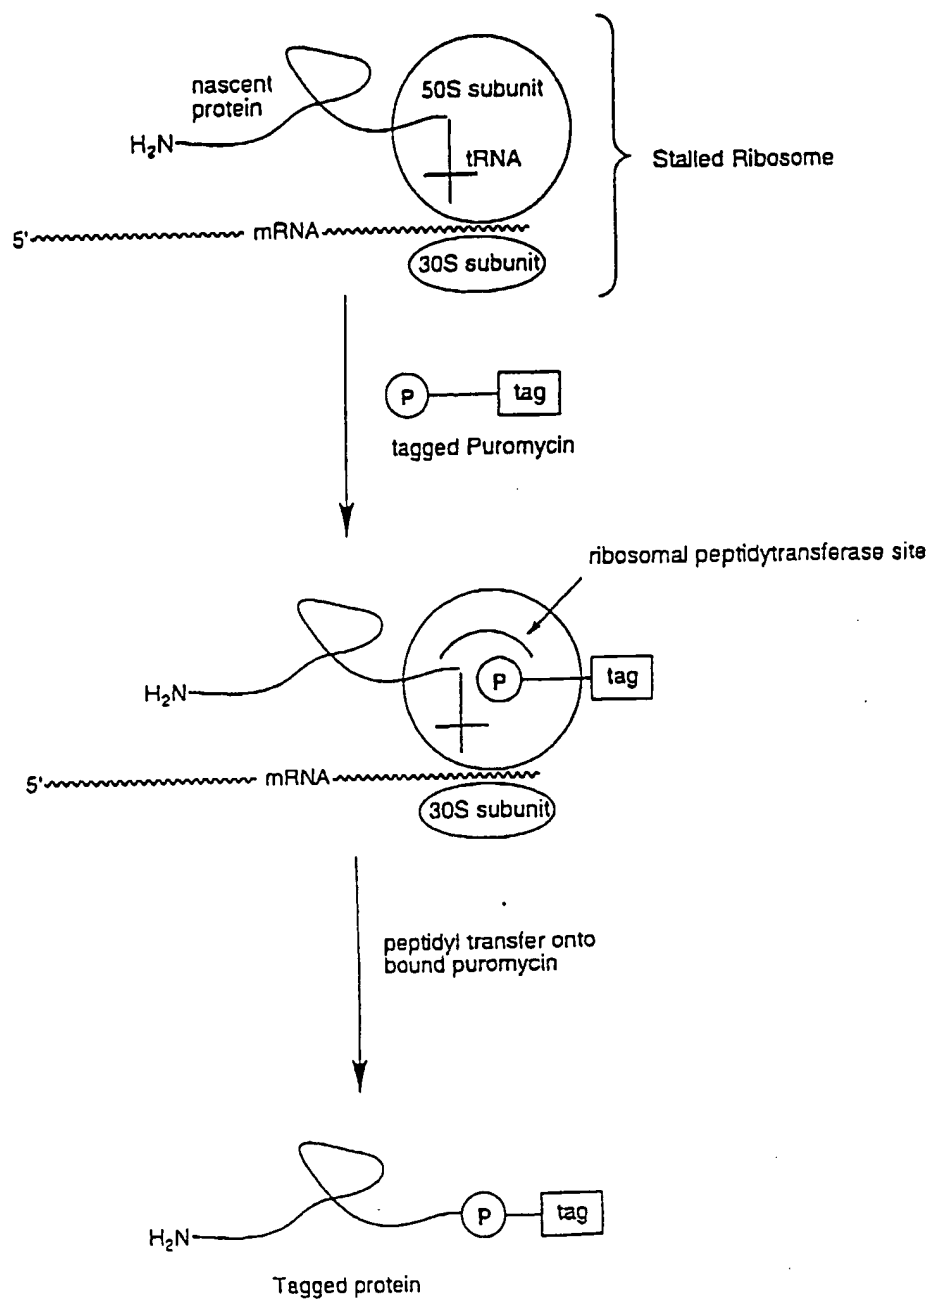 nascent
protein
50S subunit
H₂N
tRNA
Stalled Ribosome
5'
mRNA
30S subunit
P
tag
tagged Puromycin
ribosomal peptidytransferase site
P
tag
H₂N
5'
mRNA
30S subunit
peptidyl transfer onto
bound puromycin
P
tag
H₂N
Tagged protein